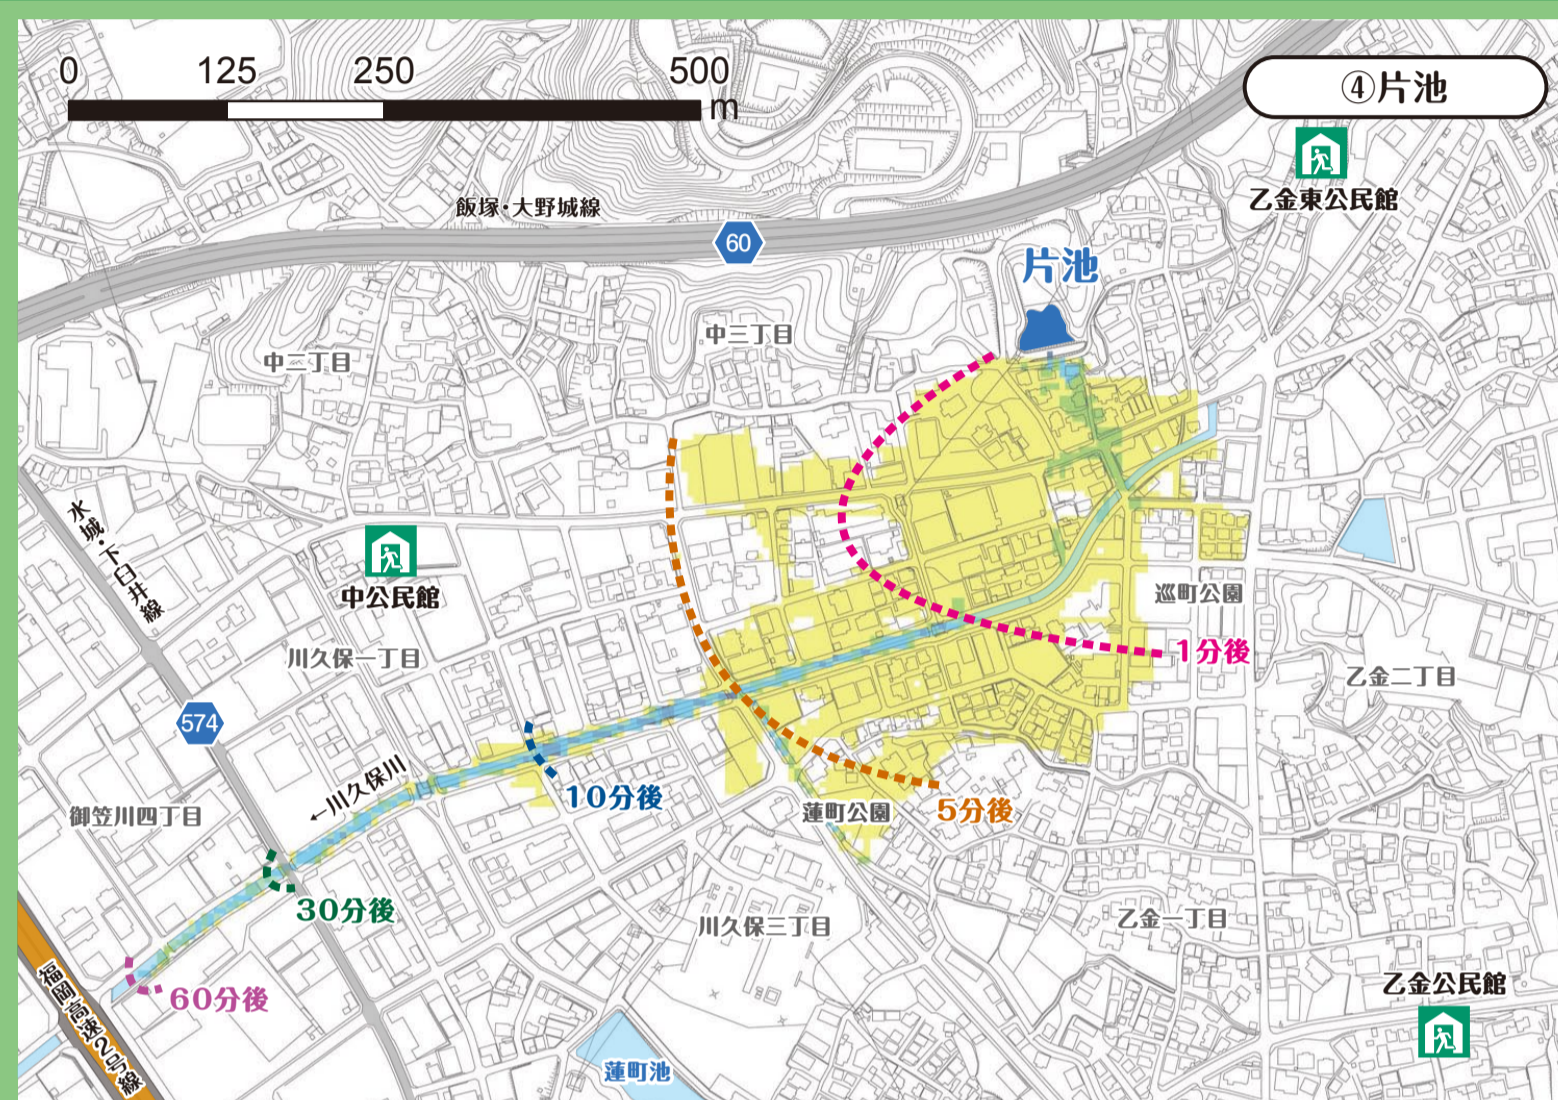 0 125 250 500 m
④片池
乙金東公民館
飯塚・大野城線
60
片池
中三丁目
中二丁目
水城・下臼井線
中公民館
巡町公園
1分後
川久保一丁目
乙金二丁目
574
←川久保川
10分後
5分後
御笠川四丁目
蓮町公園
30分後
川久保三丁目
乙金一丁目
60分後
乙金公民館
福岡高速2号線
蓮町池